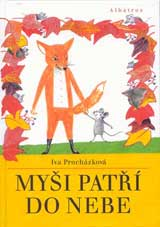 Albatros
Iva Procházková
MYŠI PATŘÍ
DO NEBE